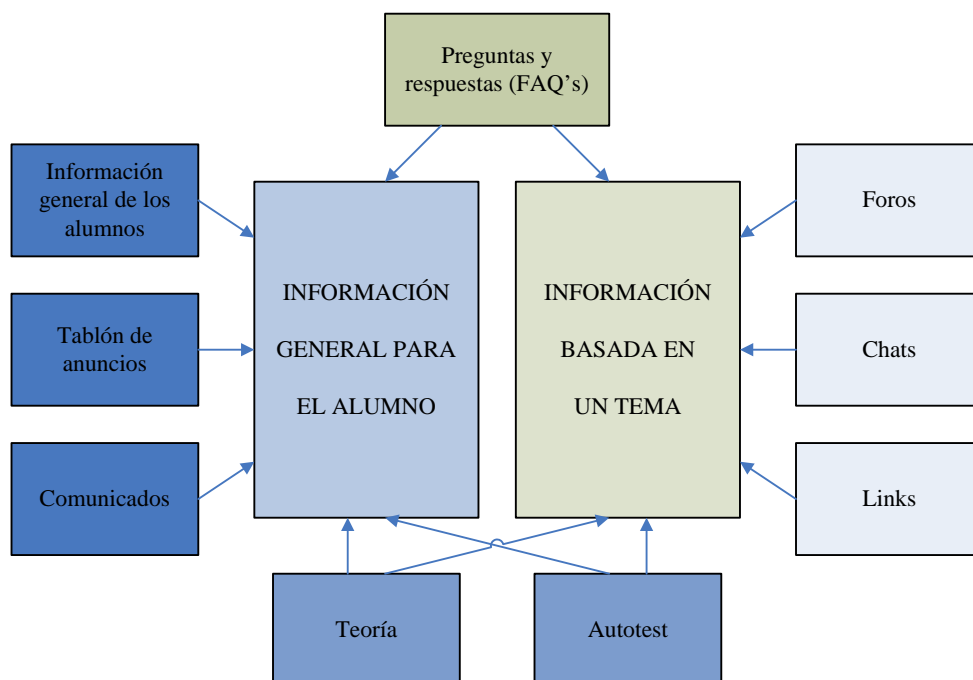 Preguntas y
respuestas (FAQ’s)
Información
general de los
alumnos
Tablón de
anuncios
Comunicados
INFORMACIÓN
GENERAL PARA
EL ALUMNO
INFORMACIÓN
BASADA EN
UN TEMA
Foros
Chats
Links
Teoría
Autotest